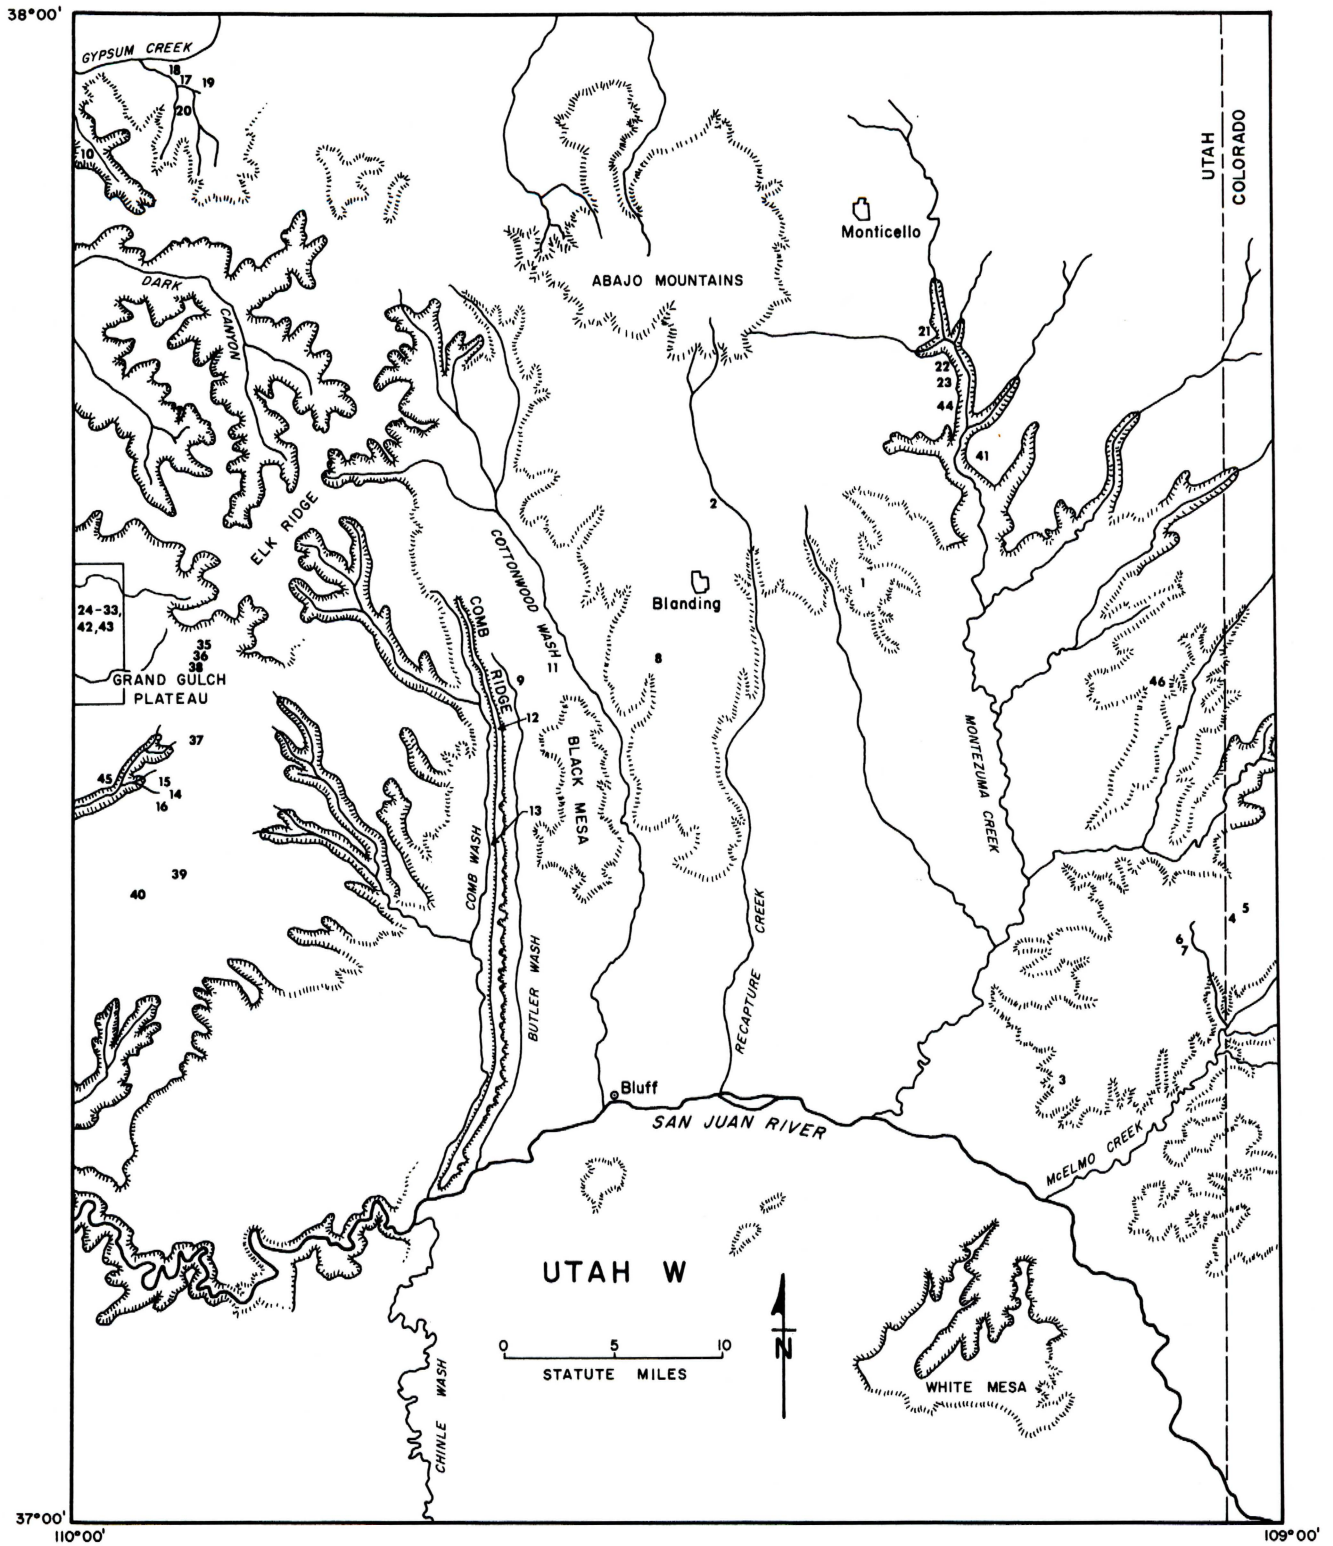 38°00'
GYPSUM CREEK
18
17
19
20
10
UTAH
COLORADO
Monticello
ABAJO MOUNTAINS
DARK
CANYON
21
22
23
44
41
ELK RIDGE
2
COTTONWOOD WASH
1
Blanding
COMB
RIDGE
24-33,
42,43
35
36
38
GRAND GULCH
PLATEAU
11
8
9
46
12
37
BLACK MESA
MONTEZUMA CREEK
45
15
14
16
13
COMB WASH
39
40
5
4
6
7
BUTLER WASH
RECAPTURE CREEK
3
Bluff
SAN JUAN RIVER
McELMO CREEK
UTAH W
0 5 10
STATUTE MILES
N
WHITE MESA
CHINLE WASH
37°00'
110°00'
109°00'